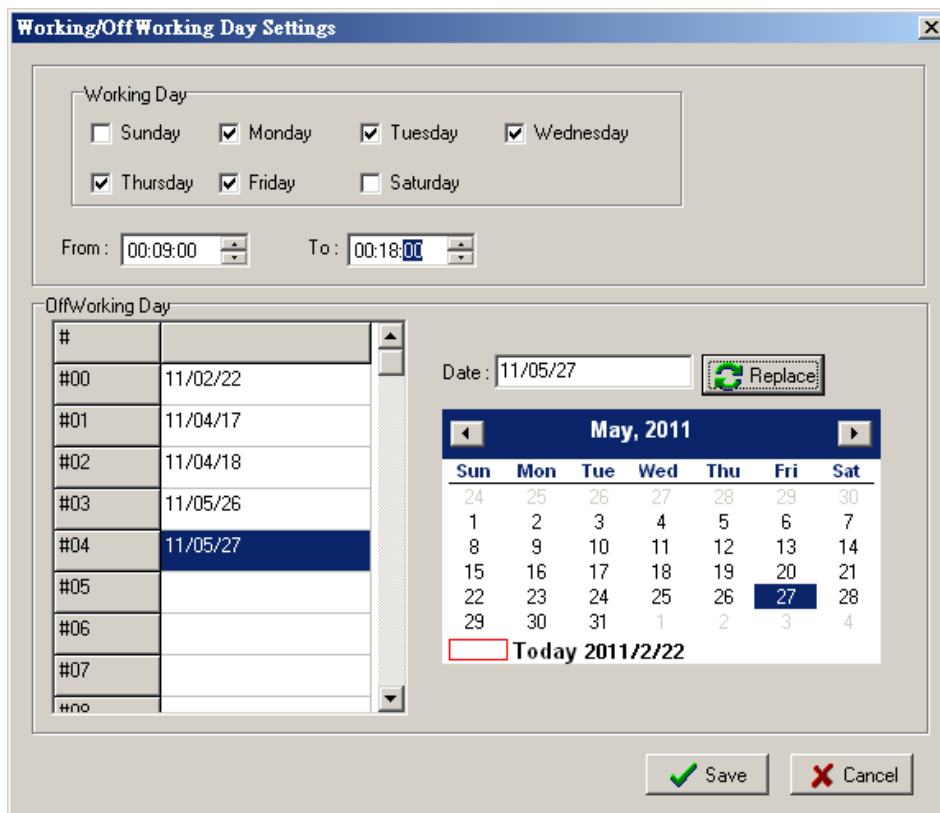 Working/OffWorking Day Settings
Working Day
Sunday Monday Tuesday Wednesday
Thursday Friday Saturday
From : 00:09:00 To : 00:18:00
OffWorking Day
#
#00 11/02/22
#01 11/04/17
#02 11/04/18
#03 11/05/26
#04 11/05/27
#05
#06
#07
#08
Date : 11/05/27 Replace
May, 2011
Sun Mon Tue Wed Thu Fri Sat
24 25 26 27 28 29 30
1 2 3 4 5 6 7
8 9 10 11 12 13 14
15 16 17 18 19 20 21
22 23 24 25 26 27 28
29 30 31 1 2 3 4
Today 2011/2/22
Save Cancel